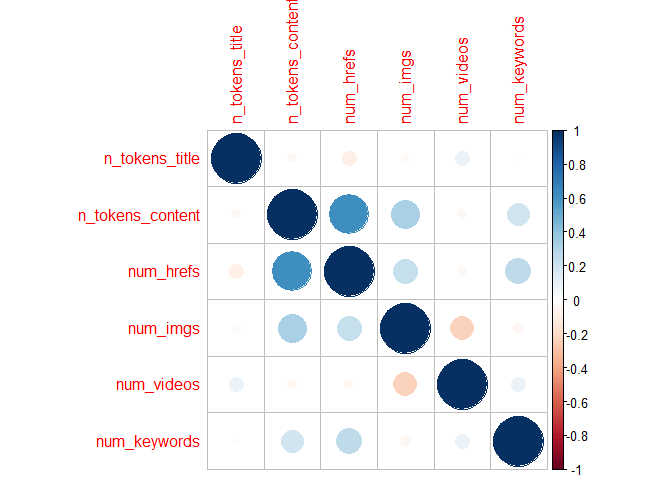 n_tokens_title
n_tokens_content
num_hrefs
num_imgs
num_videos
num_keywords
n_tokens_title
n_tokens_content
num_hrefs
num_imgs
num_videos
num_keywords
1
0.8
0.6
0.4
0.2
0
-0.2
-0.4
-0.6
-0.8
-1